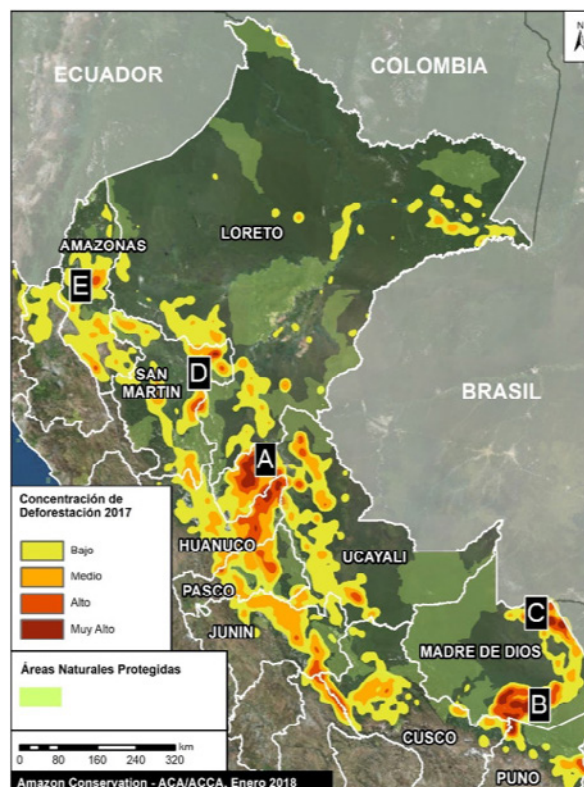 N
ECUADOR
COLOMBIA
LORETO
AMAZONAS
E
SAN
MARTIN
D
BRASIL
A
Concentración de
Deforestación 2017
Bajo
Medio
Alto
Muy Alto
HUANUCO
UCAYALI
PASCO
JUNIN
C
MADRE DE DIOS
Áreas Naturales Protegidas
B
CUSCO
km
0 40 80 160 240 320
PUNO
Amazon Conservation - ACA/ACCA, Enero 2018